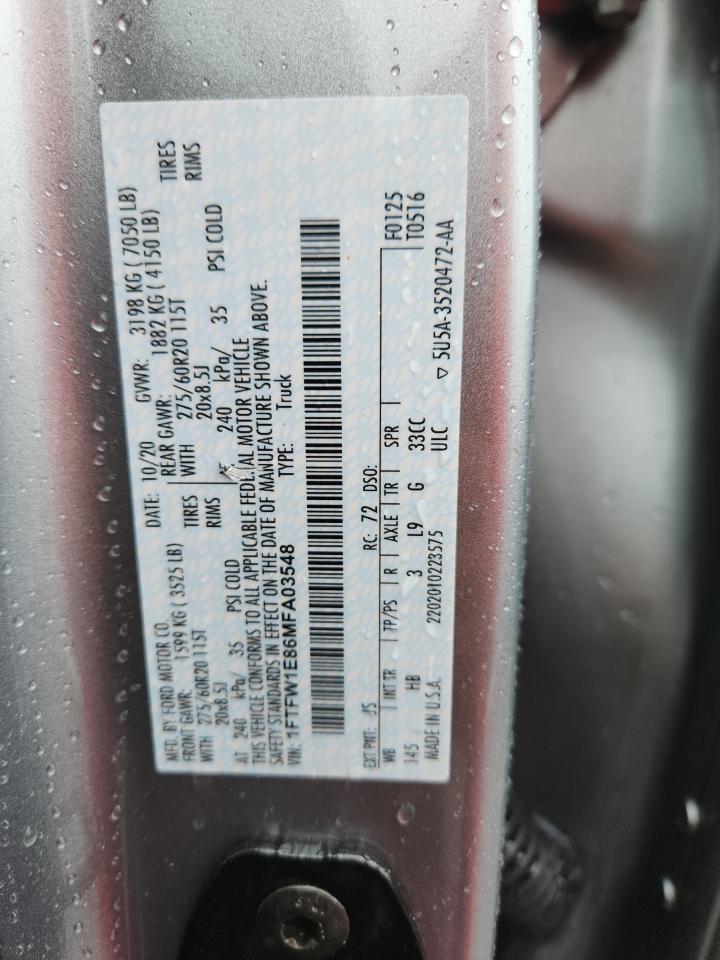 MFD. BY FORD MOTOR CO.
DATE: 10/20 GVWR: 3198 KG ( 7050 LB)
FRONT GAWR: 1599 KG ( 3525 LB) REAR GAWR: 1882 KG ( 4150 LB)
WITH 275/60R20 115T TIRES WITH 275/60R20 115T TIRES
20x8.5J RIMS 20x8.5J RIMS
AT 240 kPa/ 35 PSI COLD AT 240 kPa/ 35 PSI COLD
THIS VEHICLE CONFORMS TO ALL APPLICABLE FEDERAL MOTOR VEHICLE
SAFETY STANDARDS IN EFFECT ON THE DATE OF MANUFACTURE SHOWN ABOVE.
VIN: 1FTFW1E86MFA03548 TYPE: Truck
EXT PNT: JS RC: 72 DSO: F0125
WB INT TR TP/PS R AXLE TR SPR T0516
145 HB 3 L9 G 33CC
MADE IN U.S.A. 2202010223575 ULC
▽ 5U5A-3520472-AA